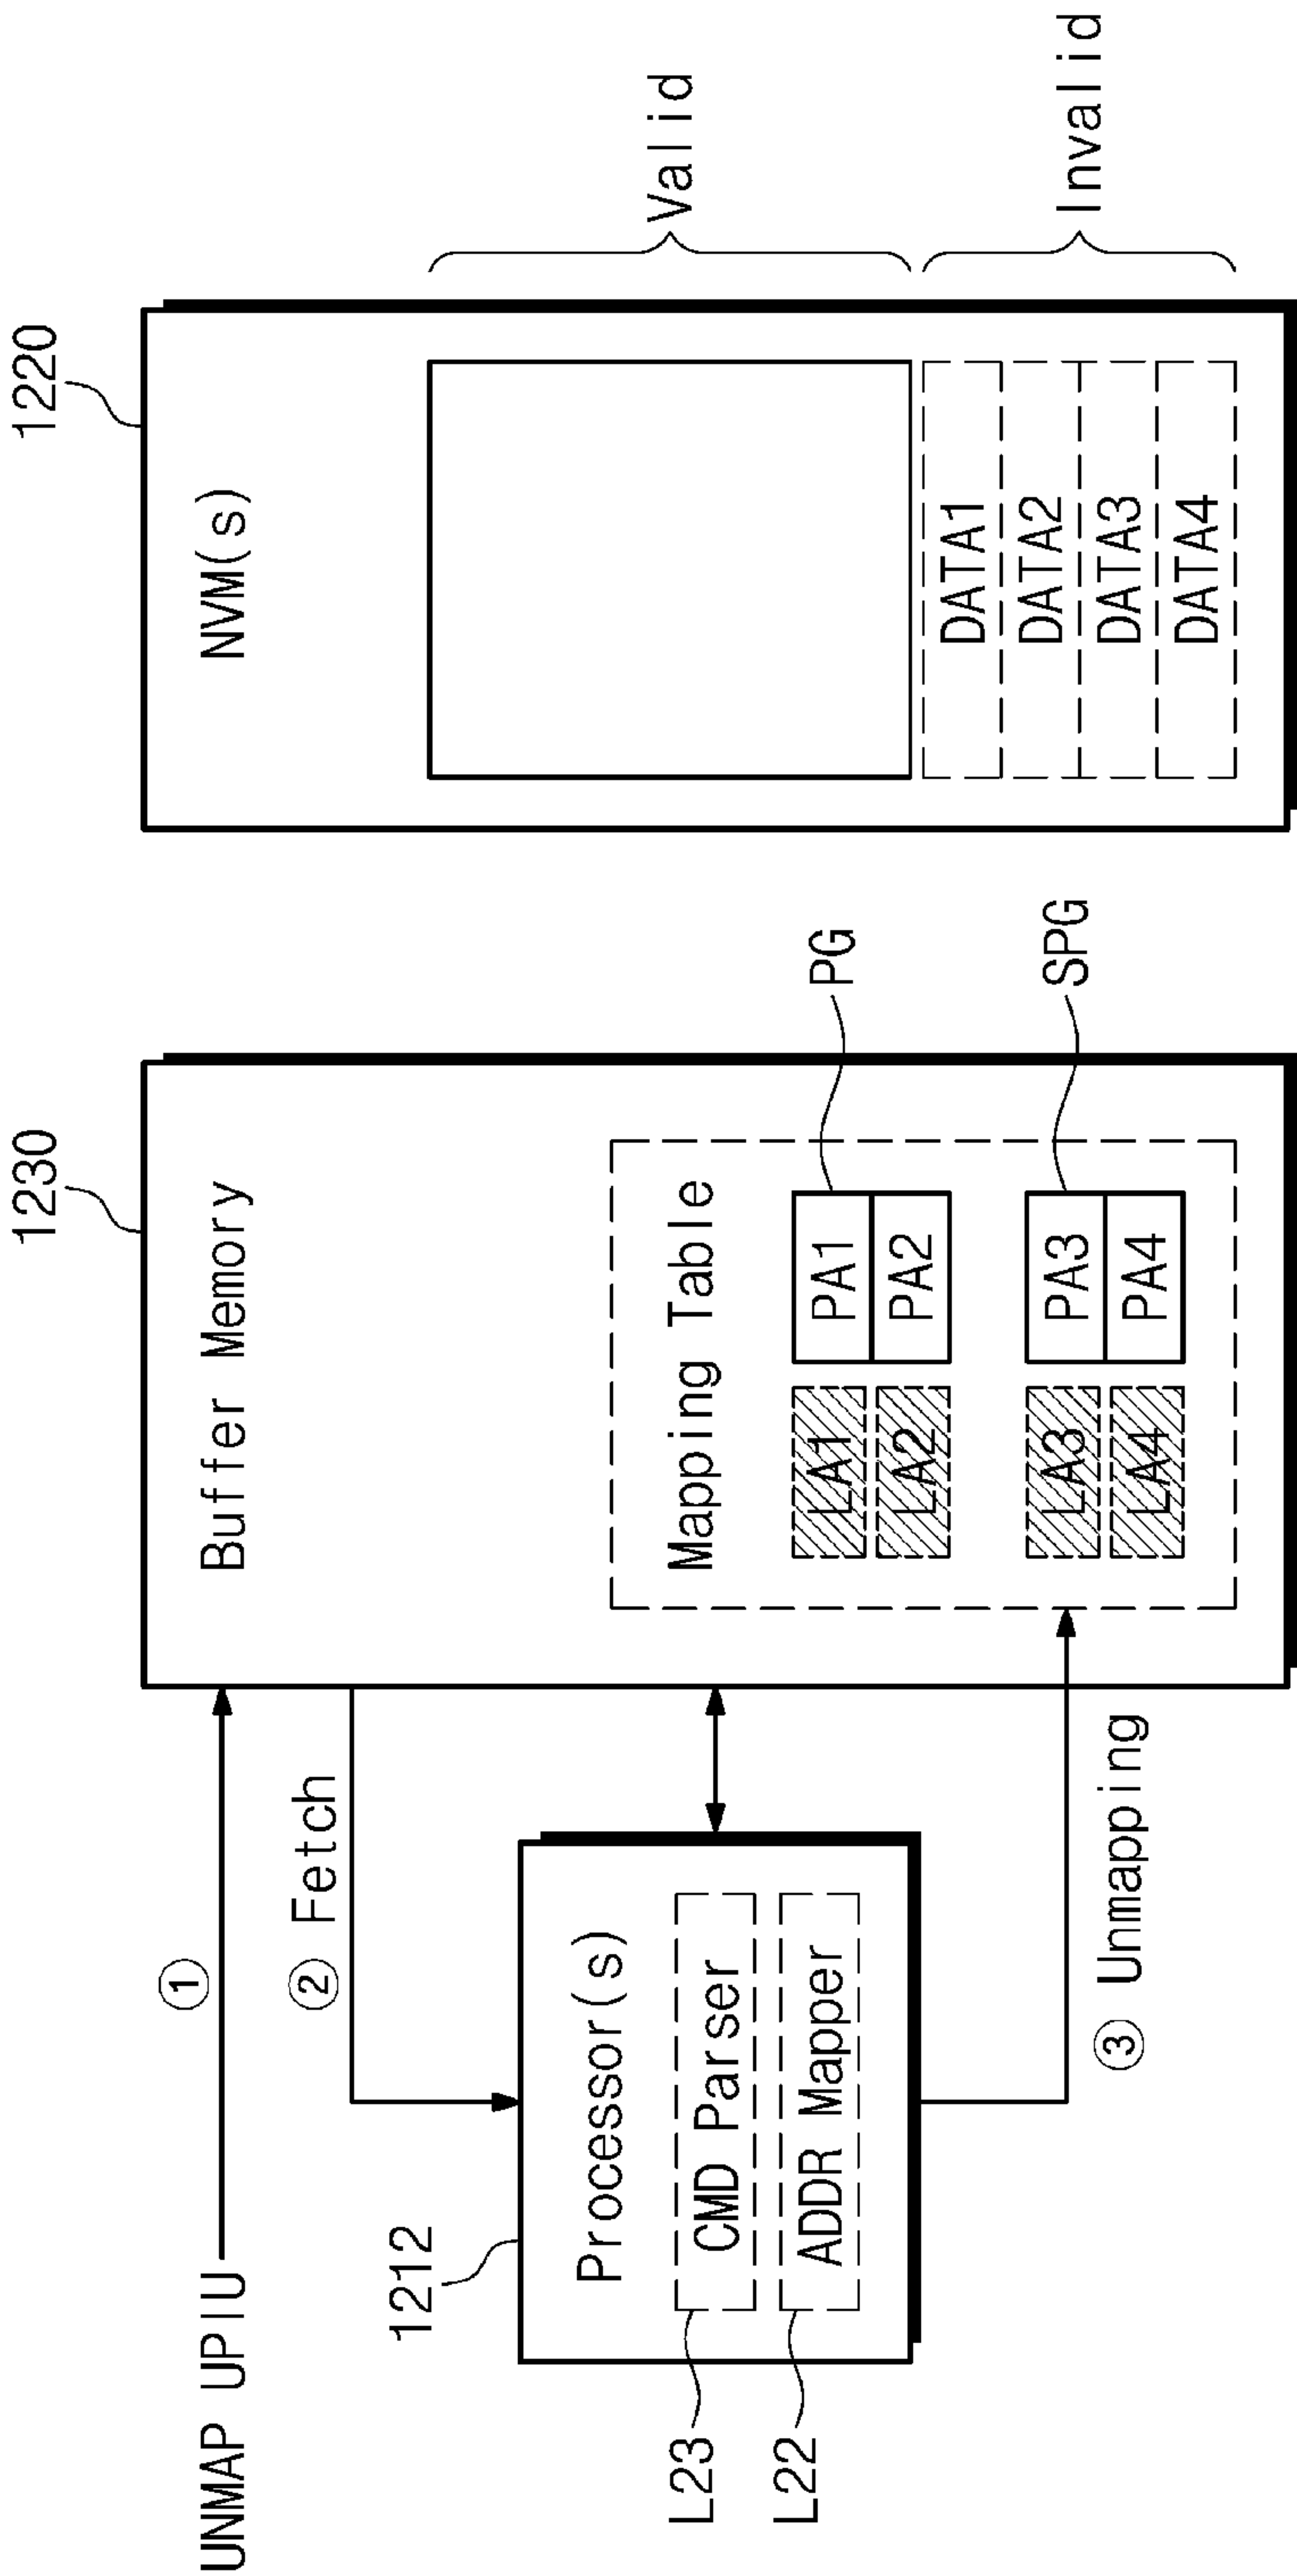 UNMAP UPIU
①
② Fetch
1212
Processor(s)
L23
CMD Parser
L22
ADDR Mapper
③ Unmapping
1230
Buffer Memory
Mapping Table
LA1 PA1
LA2 PA2
PG
LA3 PA3
LA4 PA4
SPG
1220
NVM(s)
Valid
DATA1
DATA2
DATA3
DATA4
Invalid